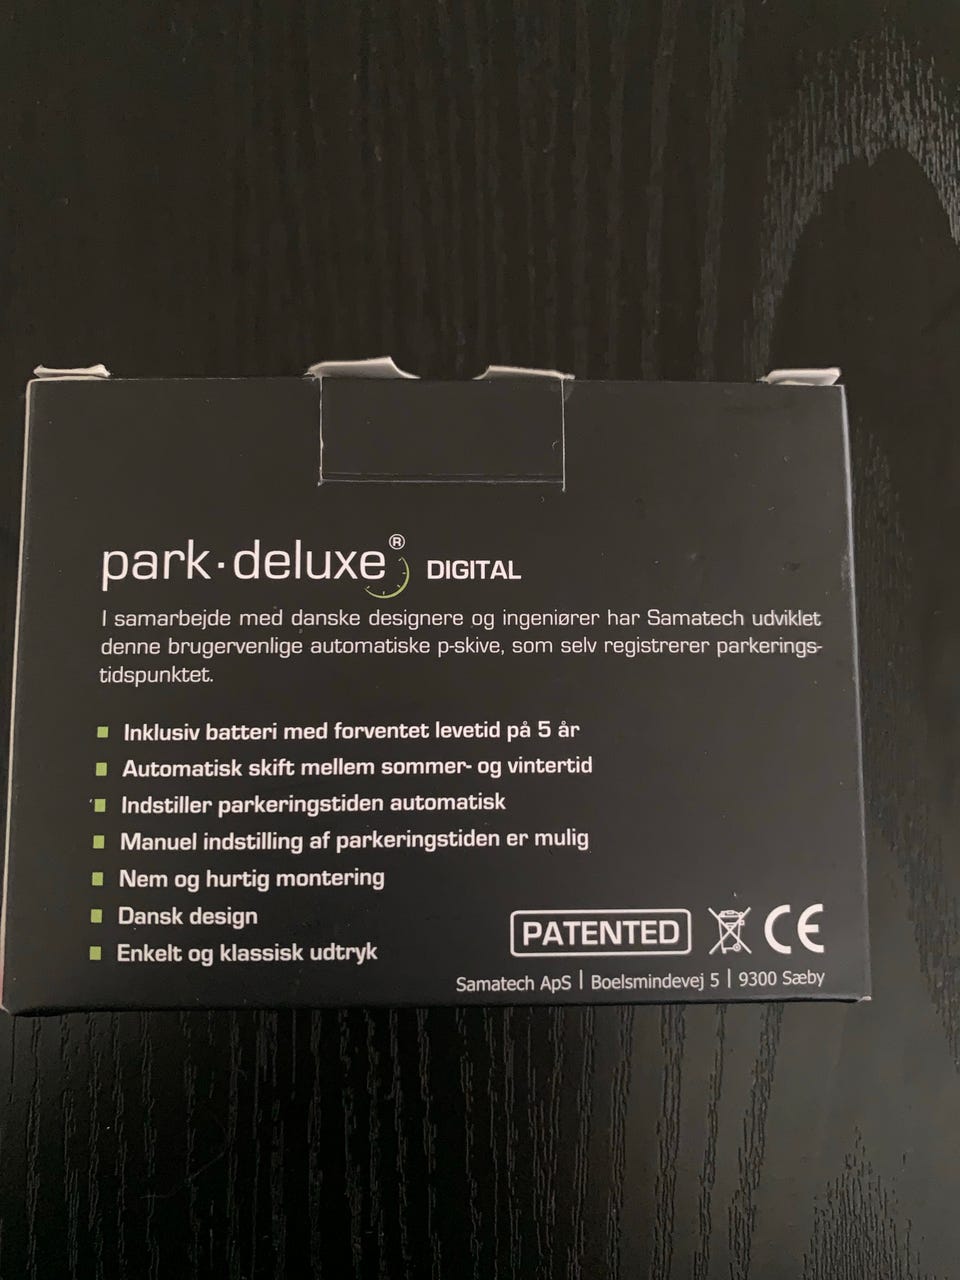 park·deluxe® DIGITAL
I samarbejde med danske designere og ingeniører har Samatech udviklet
denne brugervenlige automatiske p-skive, som selv registrerer parkerings-
tidspunktet.
Inklusiv batteri med forventet levetid på 5 år
Automatisk skift mellem sommer- og vintertid
Indstiller parkeringstiden automatisk
Manuel indstilling af parkeringstiden er mulig
Nem og hurtig montering
Dansk design
Enkelt og klassisk udtryk
PATENTED CE
Samatech ApS | Boelsmindevej 5 | 9300 Sæby